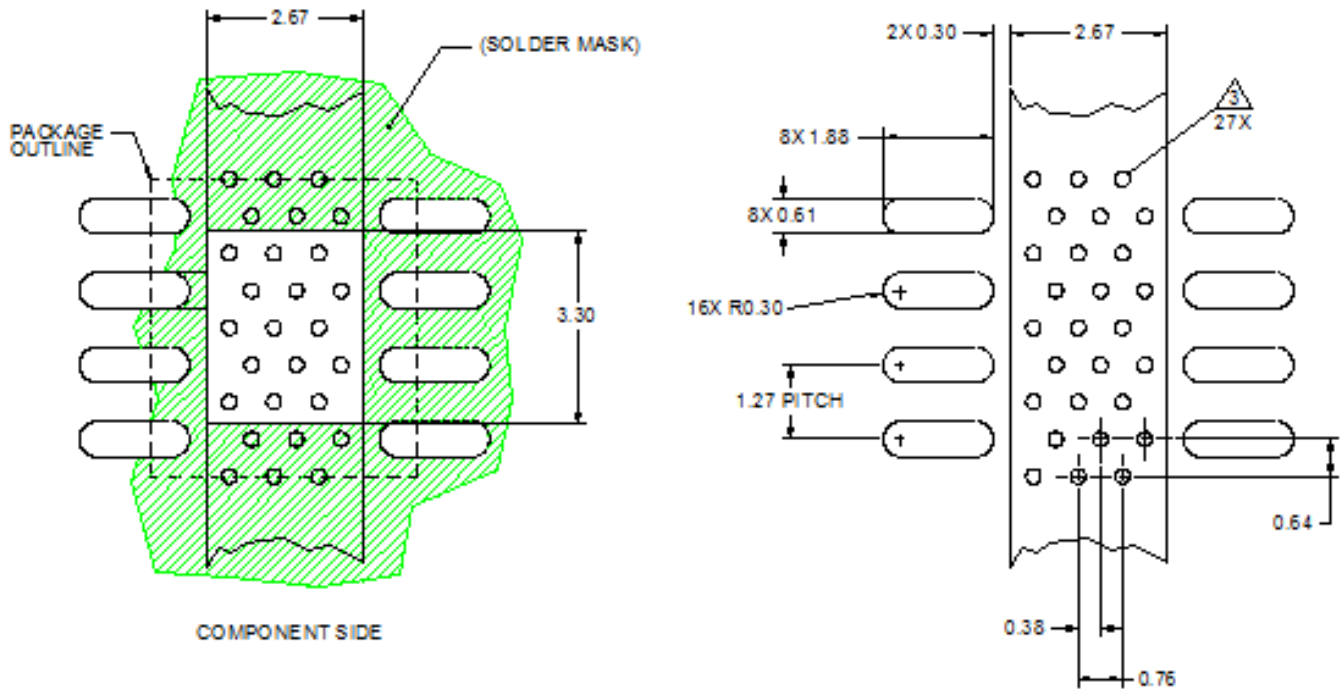 2.67
(SOLDER MASK)
PACKAGE
OUTLINE
3.30
COMPONENT SIDE
2X 0.30
2.67
3
27X
8X 1.88
8X 0.61
16X R0.30
1.27 PITCH
0.64
0.38
0.76